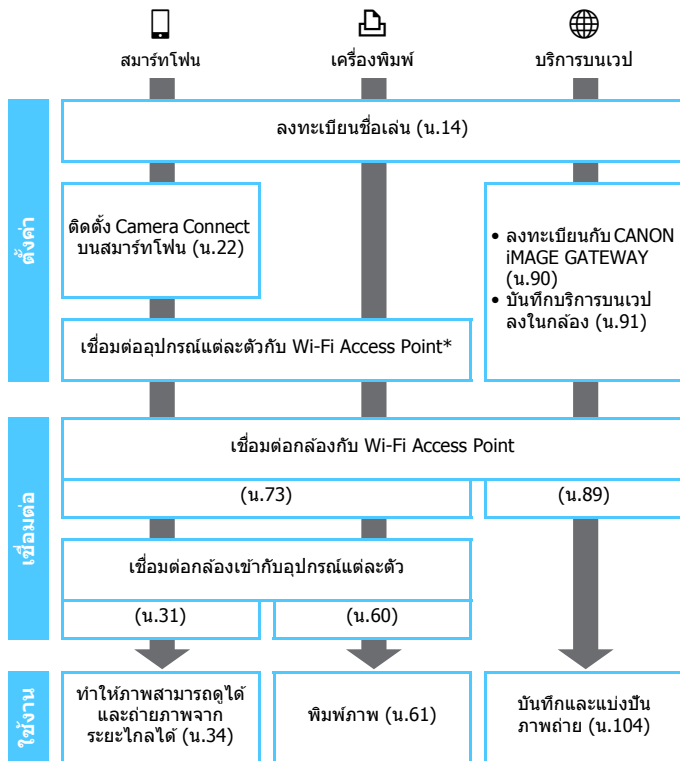 สมาร์ทโฟน
เครื่องพิมพ์
บริการบนเวป
ตั้งค่า
ลงทะเบียนชื่อเล่น (น.14)
ติดตั้ง Camera Connect
บนสมาร์ทโฟน (น.22)
• ลงทะเบียนกับ CANON
iMAGE GATEWAY
(น.90)
• บันทึกบริการบนเวป
ลงในกล้อง (น.91)
เชื่อมต่ออุปกรณ์แต่ละตัวกับ Wi-Fi Access Point*
เชื่อมต่อ
เชื่อมต่อกล้องกับ Wi-Fi Access Point
(น.73)
(น.89)
เชื่อมต่อกล้องเข้ากับอุปกรณ์แต่ละตัว
(น.31)
(น.60)
ใช้งาน
ทำให้ภาพสามารถดูได้
และถ่ายภาพจาก
ระยะไกลได้ (น.34)
พิมพ์ภาพ (น.61)
บันทึกและแบ่งปัน
ภาพถ่าย (น.104)